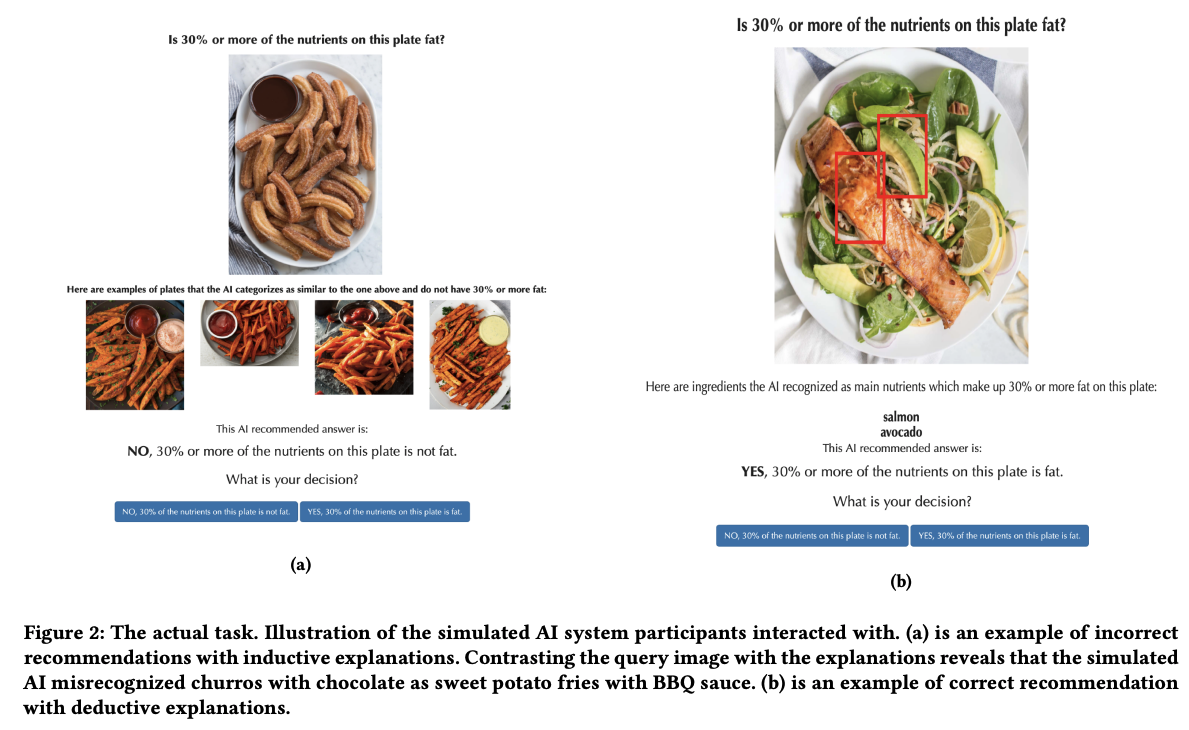 Is 30% or more of the nutrients on this plate fat?
Here are examples of plates that the AI categorizes as similar to the one above and do not have 30% or more fat:
This AI recommended answer is:
NO, 30% or more of the nutrients on this plate is not fat.
What is your decision?
NO, 30% of the nutrients on this plate is not fat.
YES, 30% of the nutrients on this plate is fat.
(a)
Is 30% or more of the nutrients on this plate fat?
Here are ingredients the AI recognized as main nutrients which make up 30% or more fat on this plate:
salmon
avocado
This AI recommended answer is:
YES, 30% or more of the nutrients on this plate is fat.
What is your decision?
NO, 30% of the nutrients on this plate is not fat.
YES, 30% of the nutrients on this plate is fat.
(b)
Figure 2: The actual task. Illustration of the simulated AI system participants interacted with. (a) is an example of incorrect
recommendations with inductive explanations. Contrasting the query image with the explanations reveals that the simulated
AI misrecognized churros with chocolate as sweet potato fries with BBQ sauce. (b) is an example of correct recommendation
with deductive explanations.